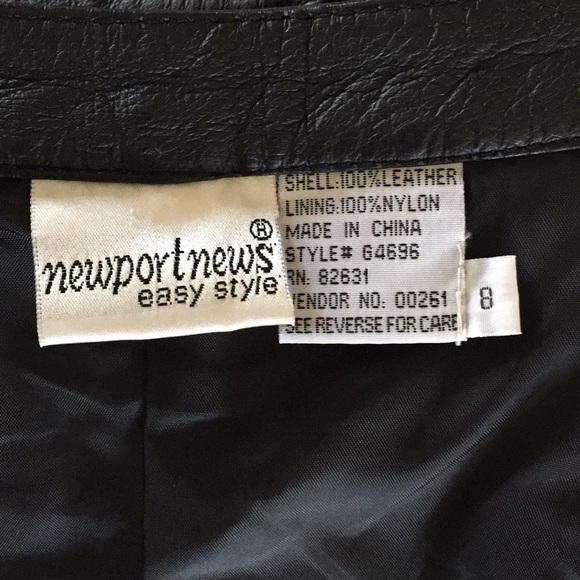 newportnews®
easy style
SHELL:100%LEATHER
LINING:100%NYLON
MADE IN CHINA
STYLE# 64696
RN: 82631
VENDOR NO: 00261
SEE REVERSE FOR CARE
8